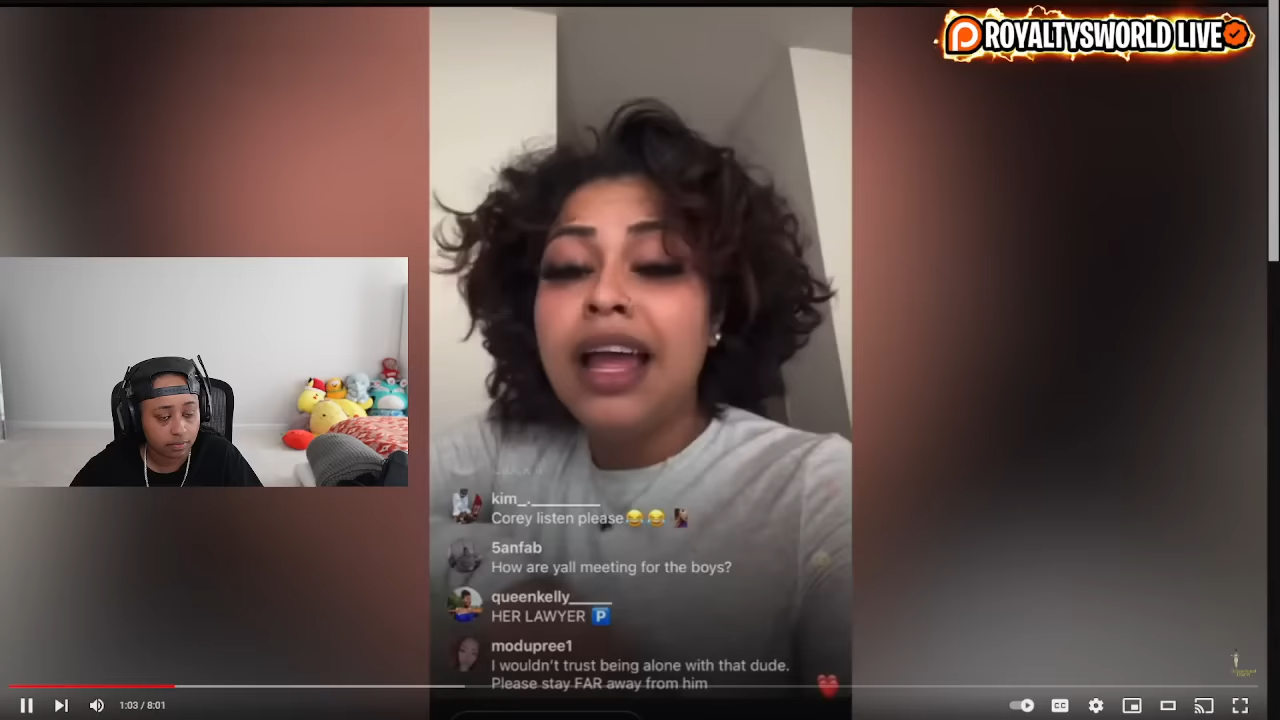 ROYALTYSWORLD LIVE
kim_._______
Corey listen please😂😂
5anfab
How are yall meeting for the boys?
queenkelly_____
HER LAWYER 🅿️
modupree1
I wouldn't trust being alone with that dude.
Please stay FAR away from him
1:03 / 8:01
CC